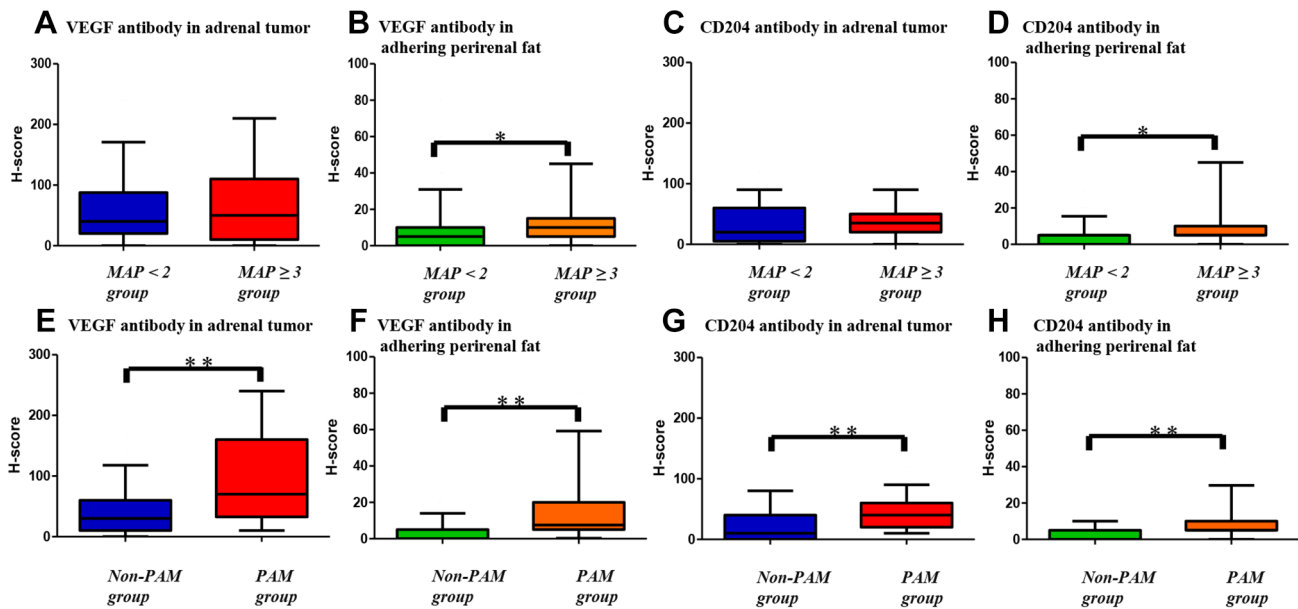 A VEGF antibody in adrenal tumor
300
200
100
0
H-score
MAP < 2
group
MAP ≥ 3
group
B VEGF antibody in
adhering perirenal fat
100
80
60
40
20
0
H-score
*
MAP < 2
group
MAP ≥ 3
group
C CD204 antibody in adrenal tumor
300
200
100
0
H-score
MAP < 2
group
MAP ≥ 3
group
D CD204 antibody in
adhering perirenal fat
100
80
60
40
20
0
H-score
*
MAP < 2
group
MAP ≥ 3
group
E VEGF antibody in adrenal tumor
300
200
100
0
H-score
**
Non-PAM
group
PAM
group
F VEGF antibody in
adhering perirenal fat
100
80
60
40
20
0
H-score
**
Non-PAM
group
PAM
group
G CD204 antibody in adrenal tumor
300
200
100
0
H-score
**
Non-PAM
group
PAM
group
H CD204 antibody in
adhering perirenal fat
100
80
60
40
20
0
H-score
**
Non-PAM
group
PAM
group